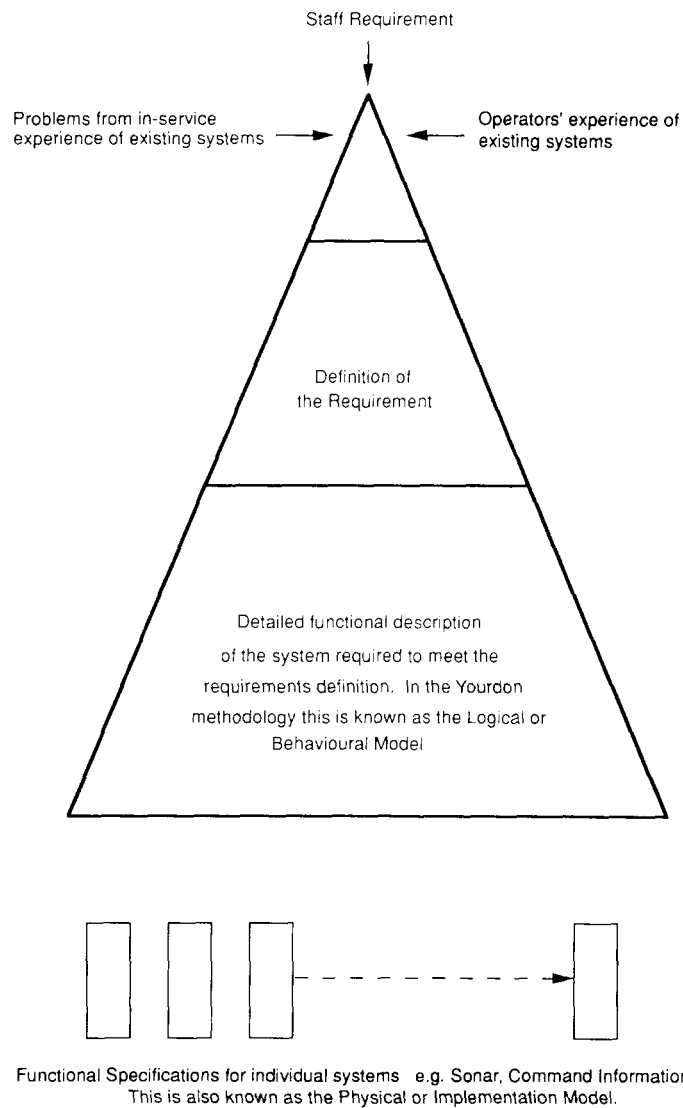 Staff Requirement
Problems from in-service
experience of existing systems
Operators' experience of
existing systems
Definition of
the Requirement
Detailed functional description
of the system required to meet the
requirements definition. In the Yourdon
methodology this is known as the Logical or
Behavioural Model
Functional Specifications for individual systems e.g. Sonar, Command Information
This is also known as the Physical or Implementation Model.